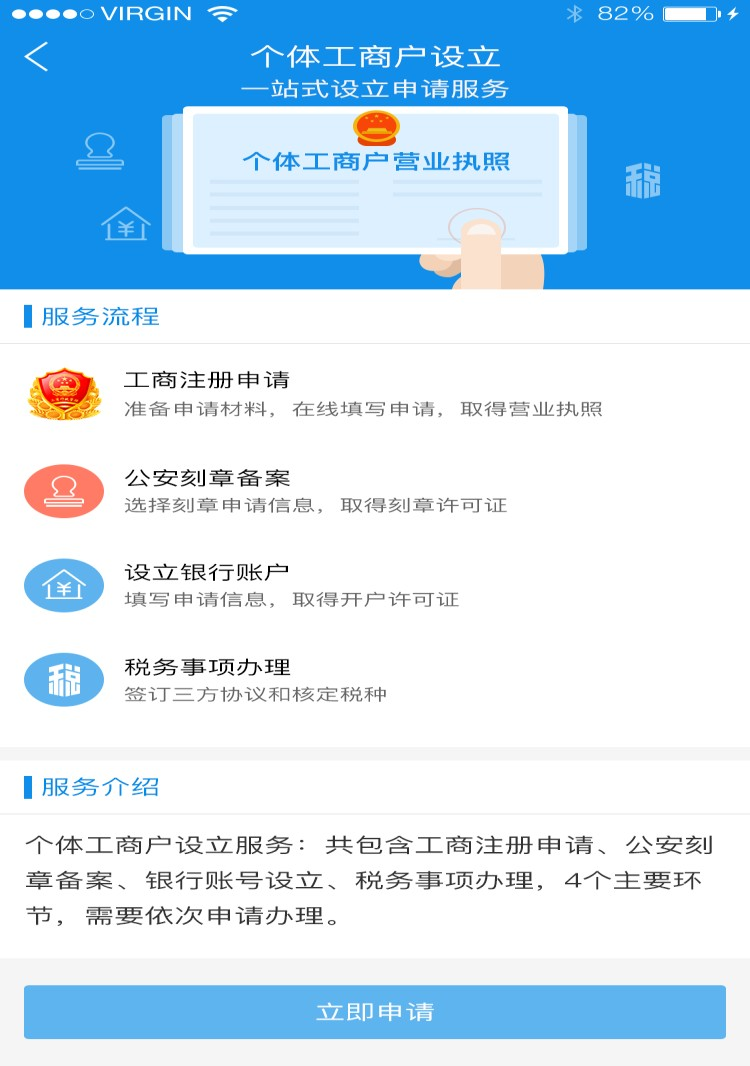 VIRGIN
82%
个体工商户设立
一站式设立申请服务
个体工商户营业执照
税
¥
服务流程
工商注册申请
准备申请材料，在线填写申请，取得营业执照
公安刻章备案
选择刻章申请信息，取得刻章许可证
¥
设立银行账户
填写申请信息，取得开户许可证
税
税务事项办理
签订三方协议和核定税种
服务介绍
个体工商户设立服务：共包含工商注册申请、公安刻
章备案、银行账号设立、税务事项办理，4个主要环
节，需要依次申请办理。
立即申请